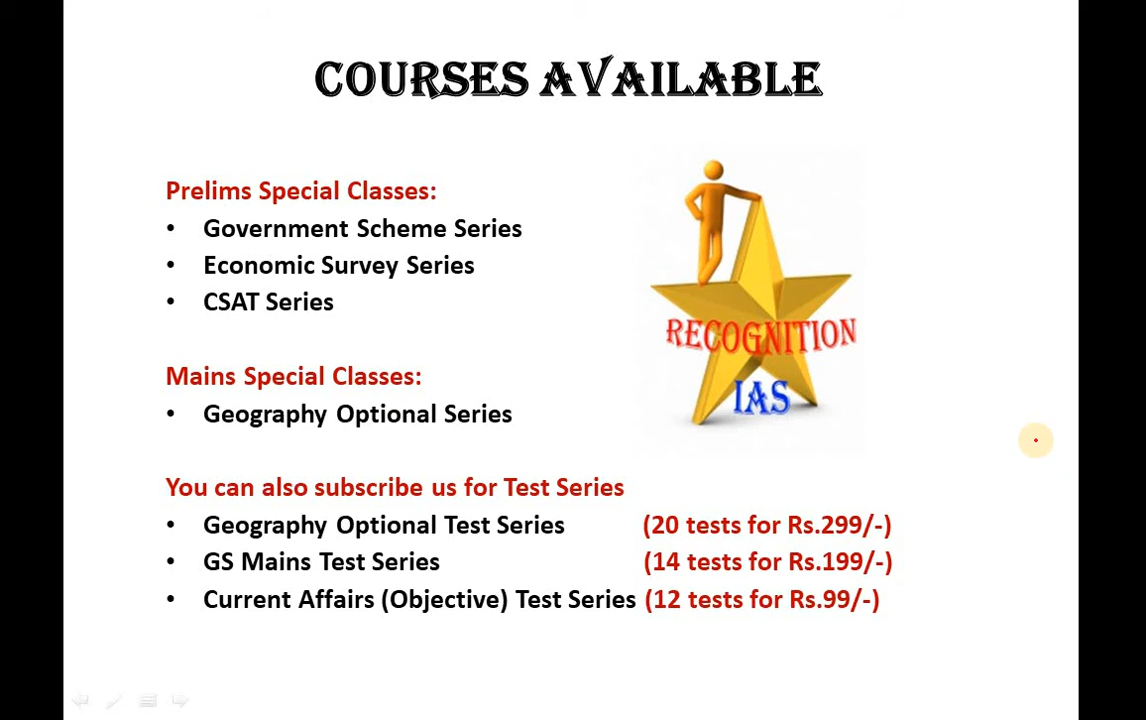 COURSES AVAILABLE
Prelims Special Classes:
• Government Scheme Series
• Economic Survey Series
• CSAT Series
RECOGNITION
IAS
Mains Special Classes:
• Geography Optional Series
You can also subscribe us for Test Series
• Geography Optional Test Series (20 tests for Rs.299/-)
• GS Mains Test Series (14 tests for Rs.199/-)
• Current Affairs (Objective) Test Series (12 tests for Rs.99/-)